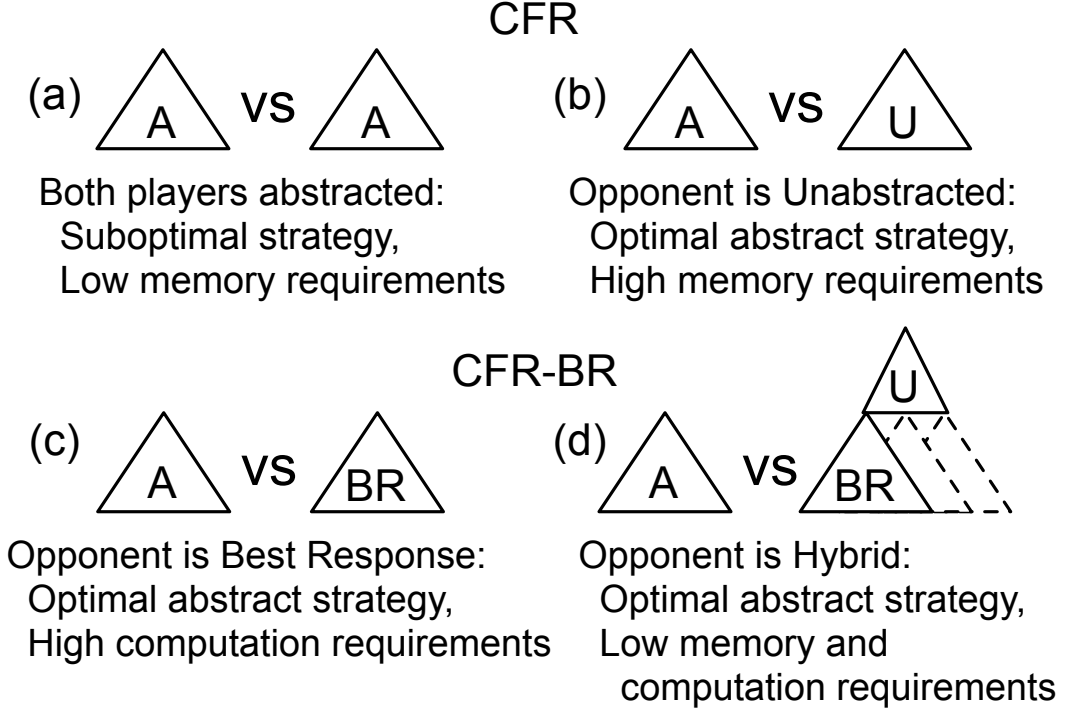 CFR
(a) A vs A
Both players abstracted:
Suboptimal strategy,
Low memory requirements
(b) A vs U
Opponent is Unabstracted:
Optimal abstract strategy,
High memory requirements
CFR-BR
(c) A vs BR
Opponent is Best Response:
Optimal abstract strategy,
High computation requirements
U
(d) A vs BR
Opponent is Hybrid:
Optimal abstract strategy,
Low memory and
computation requirements